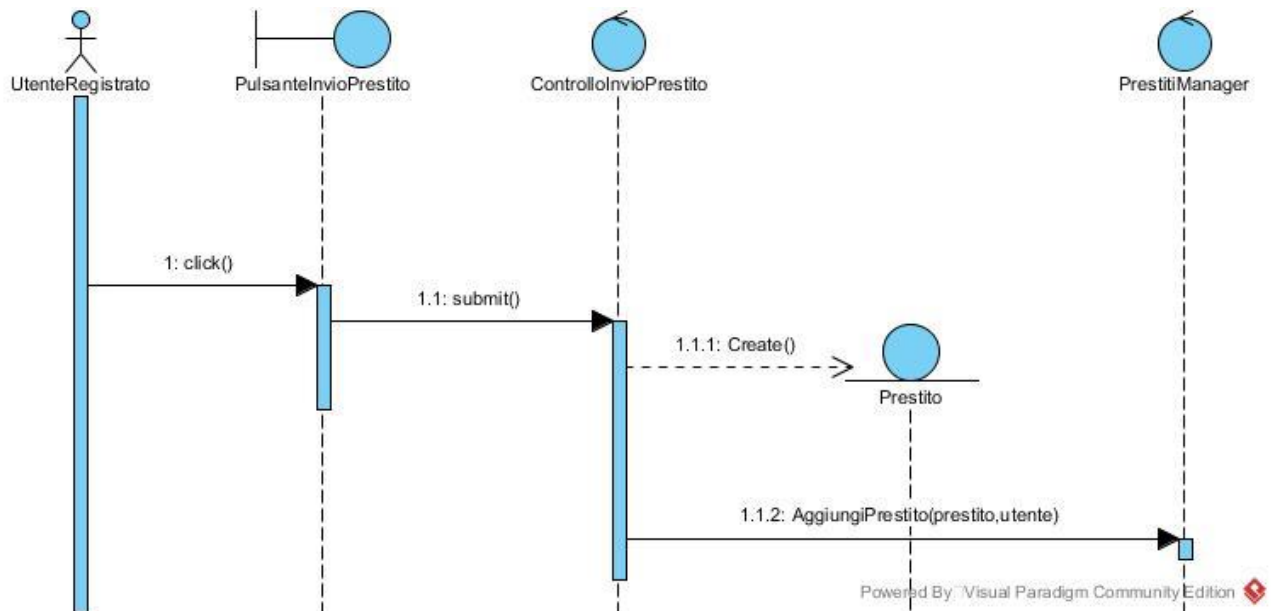 UtenteRegistrato
PulsanteInvioPrestito
ControlloInvioPrestito
PrestitiManager
1: click()
1.1: submit()
1.1.1: Create()
Prestito
1.1.2: AggiungiPrestito(prestito,utente)
Powered By Visual Paradigm Community Edition